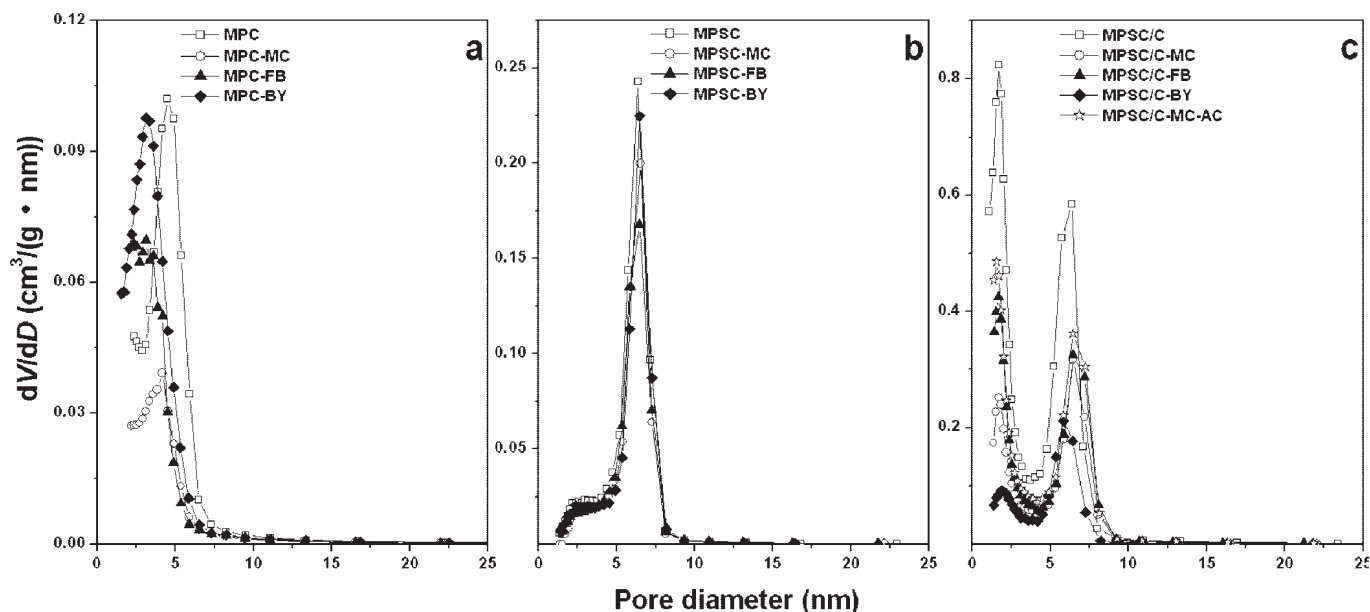 dV/dD (cm³/(g • nm))
0.12
0.09
0.06
0.03
0.00
a
MPC
MPC-MC
MPC-FB
MPC-BY
0 5 10 15 20 25
0.25
0.20
0.15
0.10
0.05
b
MPSC
MPSC-MC
MPSC-FB
MPSC-BY
0 5 10 15 20 25
0.8
0.6
0.4
0.2
c
MPSC/C
MPSC/C-MC
MPSC/C-FB
MPSC/C-BY
MPSC/C-MC-AC
0 5 10 15 20 25
Pore diameter (nm)